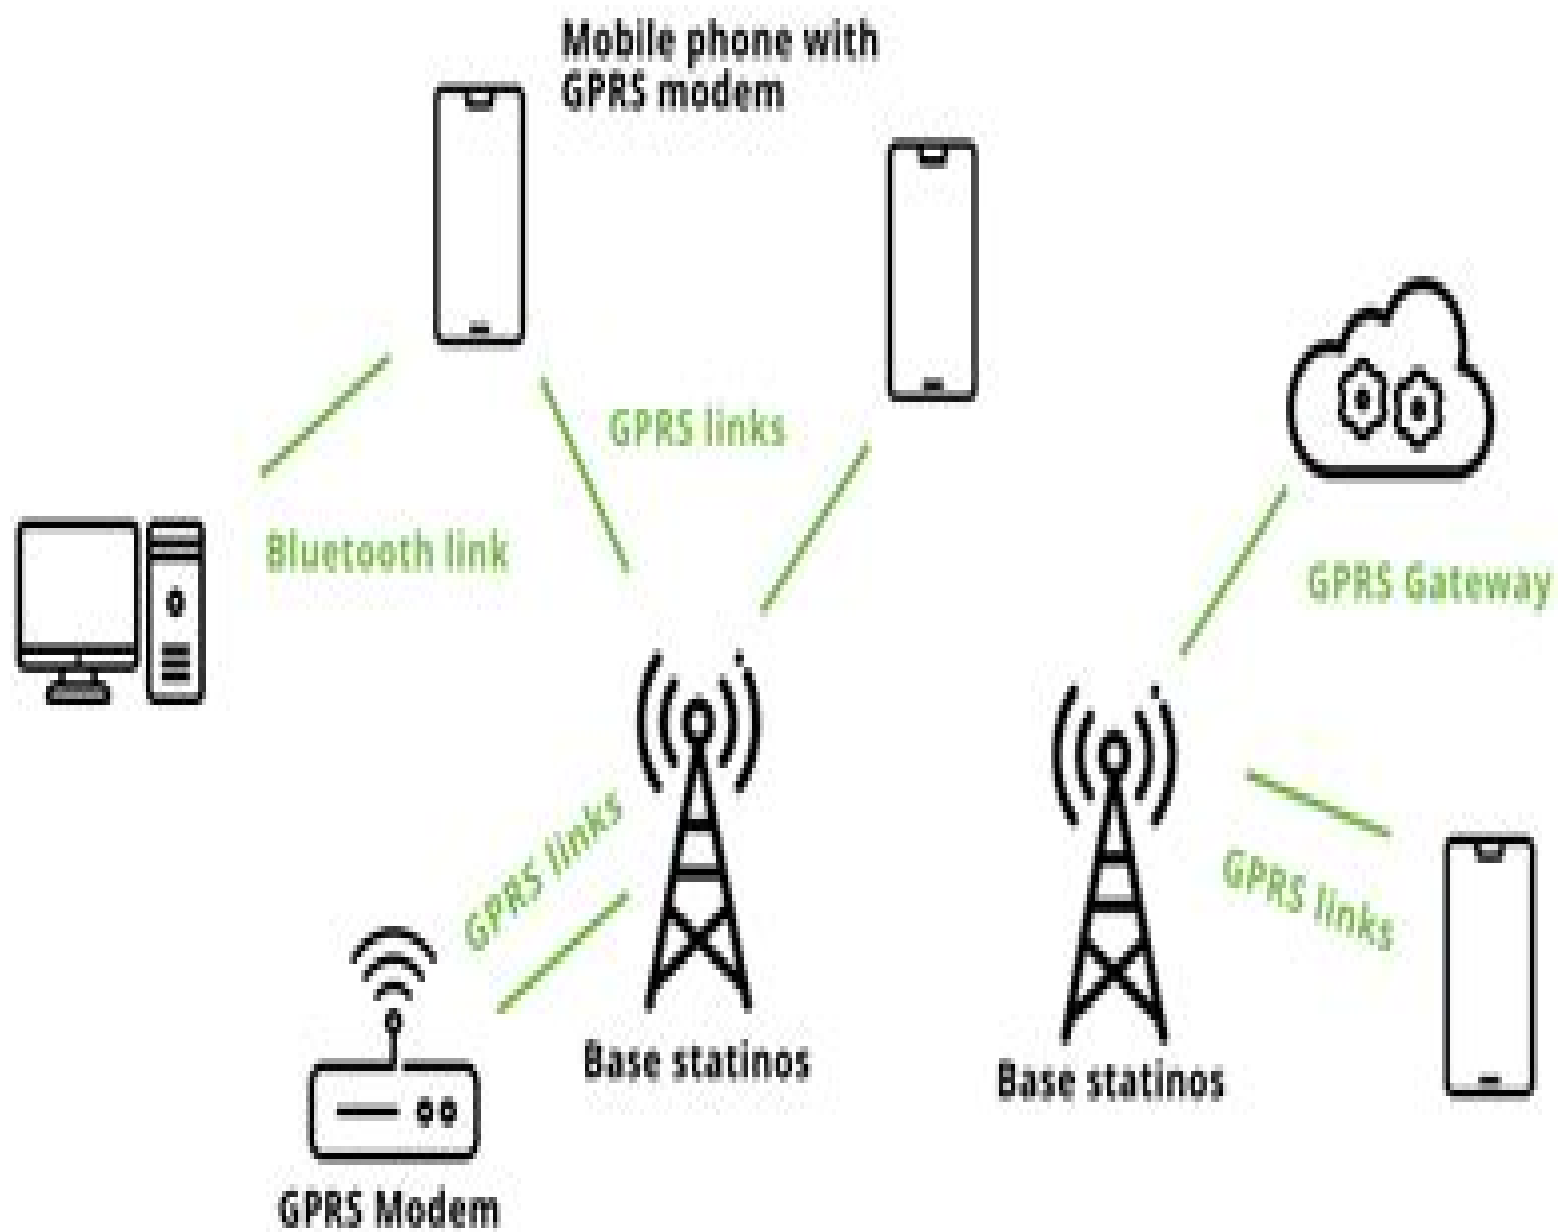 Mobile phone with
GPRS modem
GPRS links
Bluetooth link
GPRS Gateway
GPRS links
GPRS links
Base statinos
Base statinos
GPRS Modem